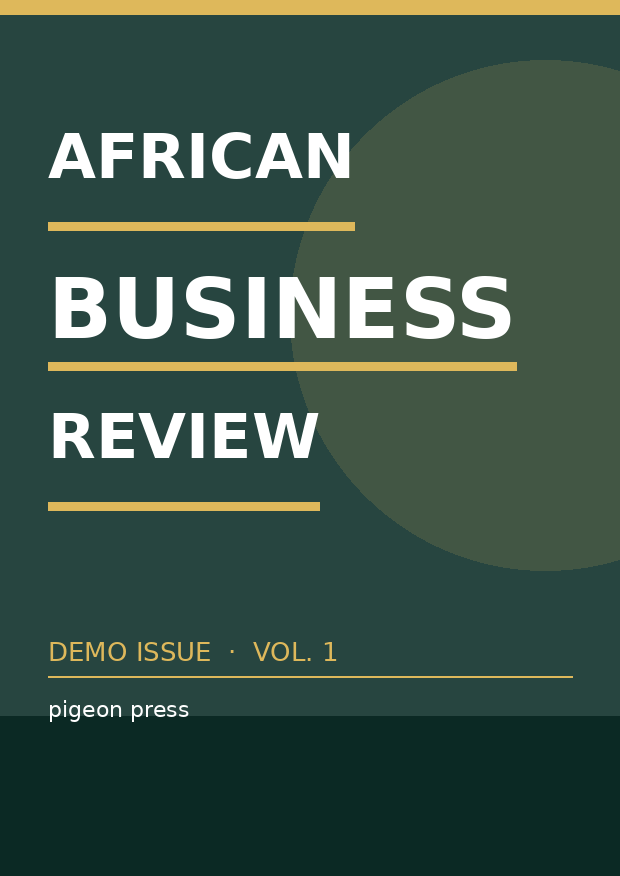 AFRICAN
BUSINESS
REVIEW
DEMO ISSUE · VOL. 1
pigeon press